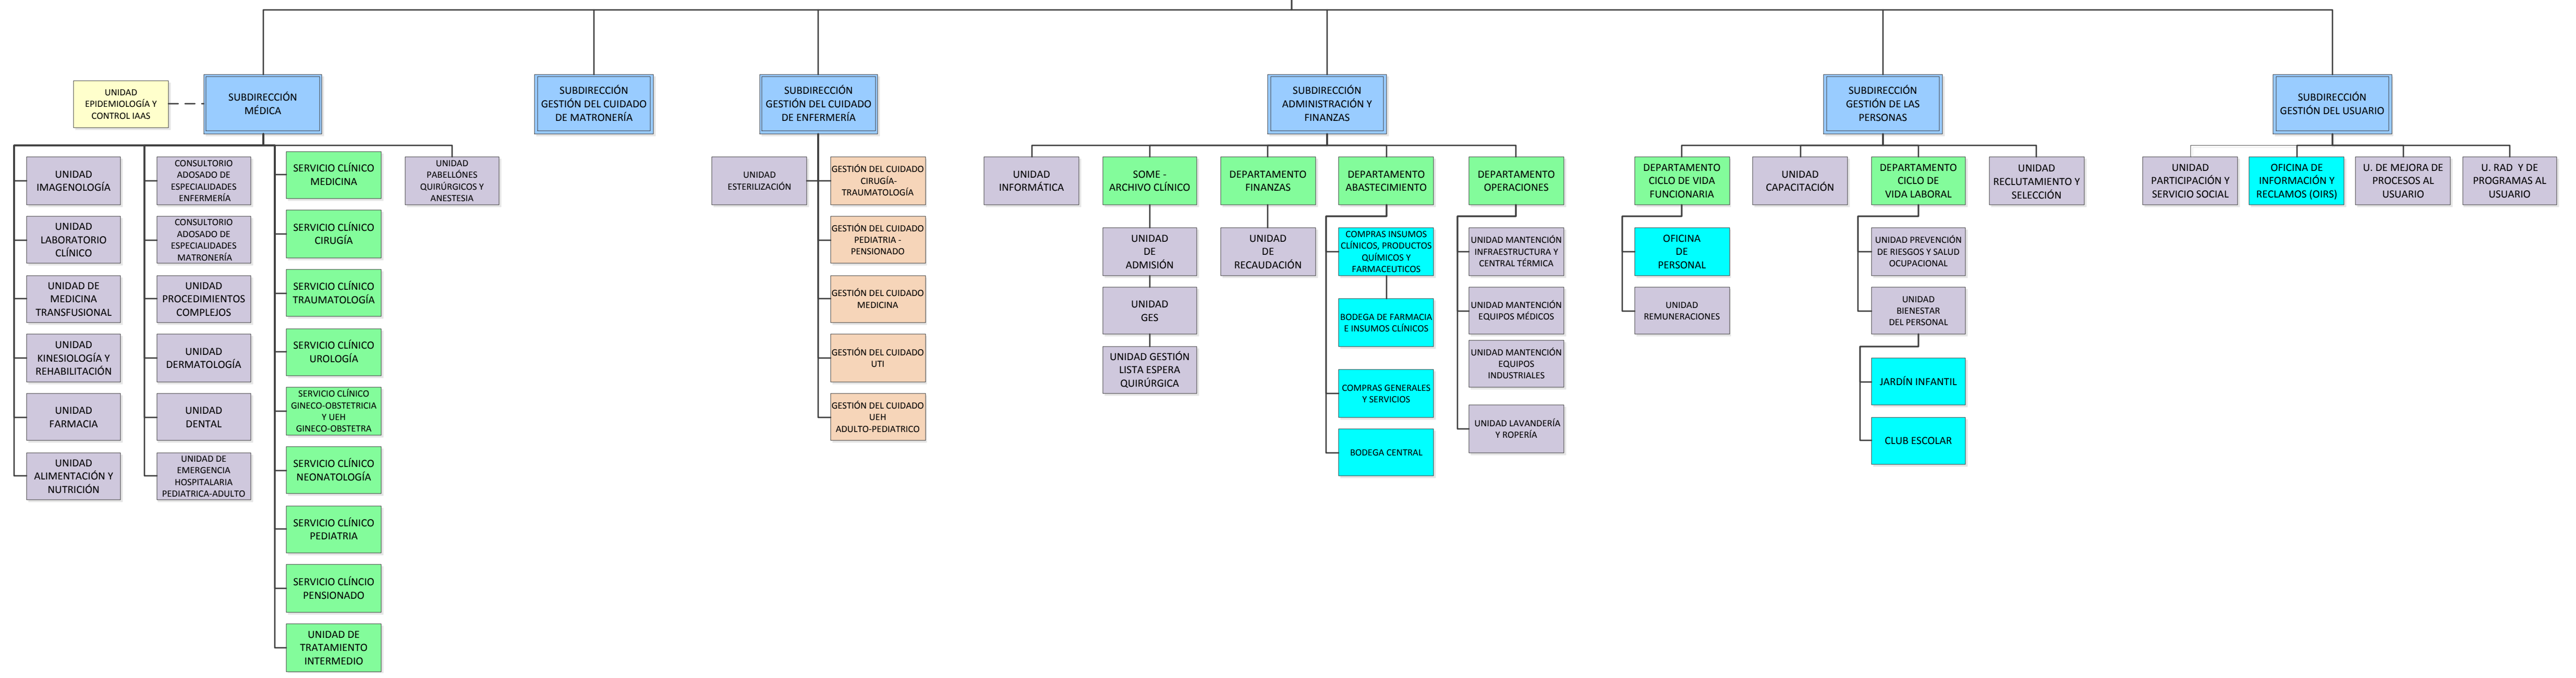 UNIDAD
EPIDEMIOLOGÍA Y
CONTROL IAAS
SUBDIRECCIÓN
MÉDICA
SUBDIRECCIÓN
GESTIÓN DEL CUIDADO
DE MATRONERÍA
SUBDIRECCIÓN
GESTIÓN DEL CUIDADO
DE ENFERMERÍA
SUBDIRECCIÓN
ADMINISTRACIÓN Y
FINANZAS
SUBDIRECCIÓN
GESTIÓN DE LAS
PERSONAS
SUBDIRECCIÓN
GESTIÓN DEL USUARIO
UNIDAD
IMAGENOLOGÍA
UNIDAD
LABORATORIO
CLÍNICO
UNIDAD DE
MEDICINA
TRANSFUSIONAL
UNIDAD
KINESIOLOGÍA Y
REHABILITACIÓN
UNIDAD
FARMACIA
UNIDAD
ALIMENTACIÓN Y
NUTRICIÓN
CONSULTORIO
ADOSADO DE
ESPECIALIDADES
ENFERMERÍA
CONSULTORIO
ADOSADO DE
ESPECIALIDADES
MATRONERÍA
UNIDAD
PROCEDIMIENTOS
COMPLEJOS
UNIDAD
DERMATOLOGÍA
UNIDAD
DENTAL
UNIDAD DE
EMERGENCIA
HOSPITALARIA
PEDIATRICA-ADULTO
SERVICIO CLÍNICO
MEDICINA
SERVICIO CLÍNICO
CIRUGÍA
SERVICIO CLÍNICO
TRAUMATOLOGÍA
SERVICIO CLÍNICO
UROLOGÍA
SERVICIO CLÍNICO
GINECO-OBSTETRICIA
Y UEH
GINECO-OBSTETRA
SERVICIO CLÍNICO
NEONATOLOGÍA
SERVICIO CLÍNICO
PEDIATRIA
SERVICIO CLÍNCIO
PENSIONADO
UNIDAD DE
TRATAMIENTO
INTERMEDIO
UNIDAD
PABELLÓNES
QUIRÚRGICOS Y
ANESTESIA
UNIDAD
ESTERILIZACIÓN
GESTIÓN DEL CUIDADO
CIRUGÍA-
TRAUMATOLOGÍA
GESTIÓN DEL CUIDADO
PEDIATRIA -
PENSIONADO
GESTIÓN DEL CUIDADO
MEDICINA
GESTIÓN DEL CUIDADO
UTI
GESTIÓN DEL CUIDADO
UEH
ADULTO-PEDIATRICO
UNIDAD
INFORMÁTICA
SOME -
ARCHIVO CLÍNICO
UNIDAD
DE
ADMISIÓN
UNIDAD
GES
UNIDAD GESTIÓN
LISTA ESPERA
QUIRÚRGICA
DEPARTAMENTO
FINANZAS
UNIDAD
DE
RECAUDACIÓN
DEPARTAMENTO
ABASTECIMIENTO
COMPRAS INSUMOS
CLÍNICOS, PRODUCTOS
QUÍMICOS Y
FARMACEUTICOS
BODEGA DE FARMACIA
E INSUMOS CLÍNICOS
COMPRAS GENERALES
Y SERVICIOS
BODEGA CENTRAL
DEPARTAMENTO
OPERACIONES
UNIDAD MANTENCIÓN
INFRAESTRUCTURA Y
CENTRAL TÉRMICA
UNIDAD MANTENCIÓN
EQUIPOS MÉDICOS
UNIDAD MANTENCIÓN
EQUIPOS
INDUSTRIALES
UNIDAD LAVANDERÍA
Y ROPERÍA
DEPARTAMENTO
CICLO DE VIDA
FUNCIONARIA
OFICINA
DE
PERSONAL
UNIDAD
REMUNERACIONES
UNIDAD
CAPACITACIÓN
DEPARTAMENTO
CICLO DE
VIDA LABORAL
UNIDAD PREVENCIÓN
DE RIESGOS Y SALUD
OCUPACIONAL
UNIDAD
BIENESTAR
DEL PERSONAL
JARDÍN INFANTIL
CLUB ESCOLAR
UNIDAD
RECLUTAMIENTO Y
SELECCIÓN
UNIDAD
PARTICIPACIÓN Y
SERVICIO SOCIAL
OFICINA DE
INFORMACIÓN Y
RECLAMOS (OIRS)
U. DE MEJORA DE
PROCESOS AL
USUARIO
U. RAD  Y DE
PROGRAMAS AL
USUARIO